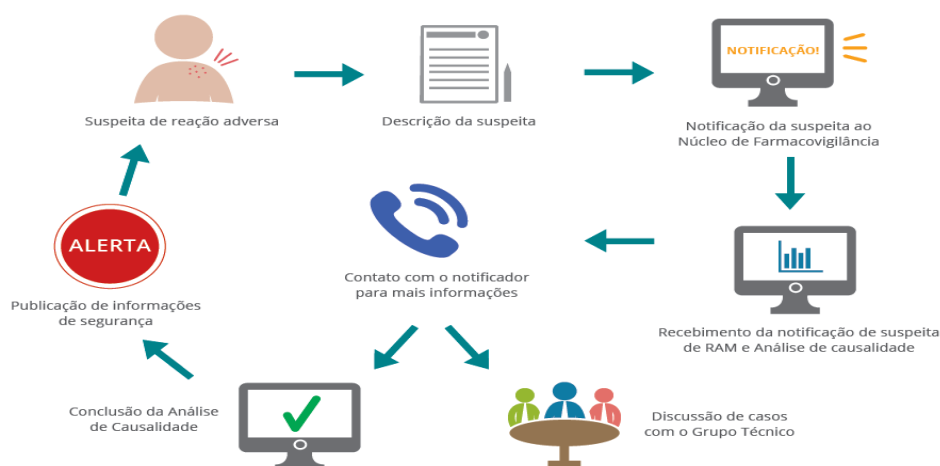 Suspeita de reação adversa
Descrição da suspeita
NOTIFICAÇÃO!
Notificação da suspeita ao
Núcleo de Farmacovigilância
Recebimento da notificação de suspeita
de RAM e Análise de causalidade
Contato com o notificador
para mais informações
Discussão de casos
com o Grupo Técnico
Conclusão da Análise
de Causalidade
ALERTA
Publicação de informações
de segurança